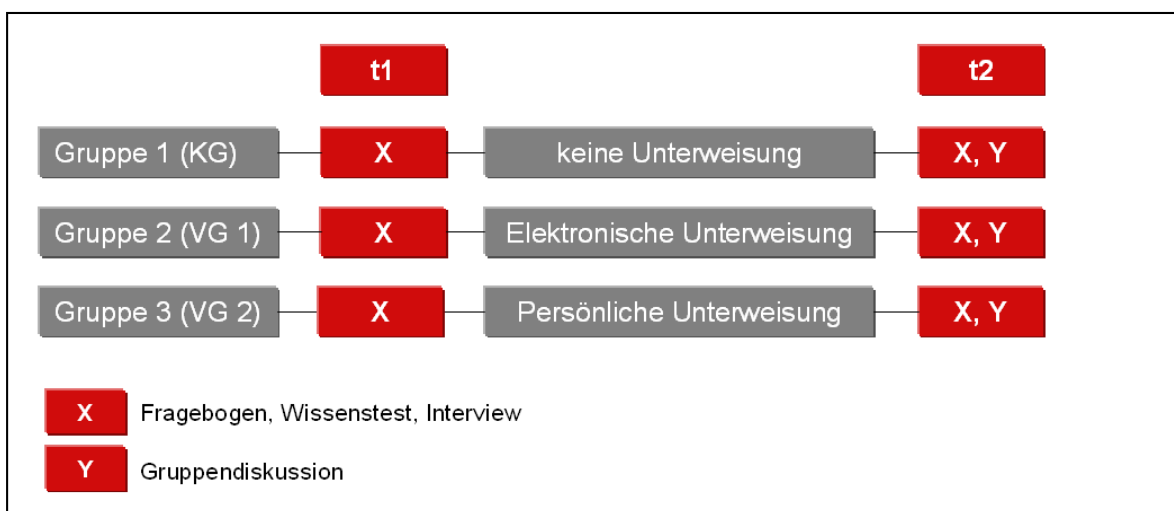 t1 t2
Gruppe 1 (KG) X keine Unterweisung X, Y
Gruppe 2 (VG 1) X Elektronische Unterweisung X, Y
Gruppe 3 (VG 2) X Persönliche Unterweisung X, Y
X Fragebogen, Wissenstest, Interview
Y Gruppendiskussion